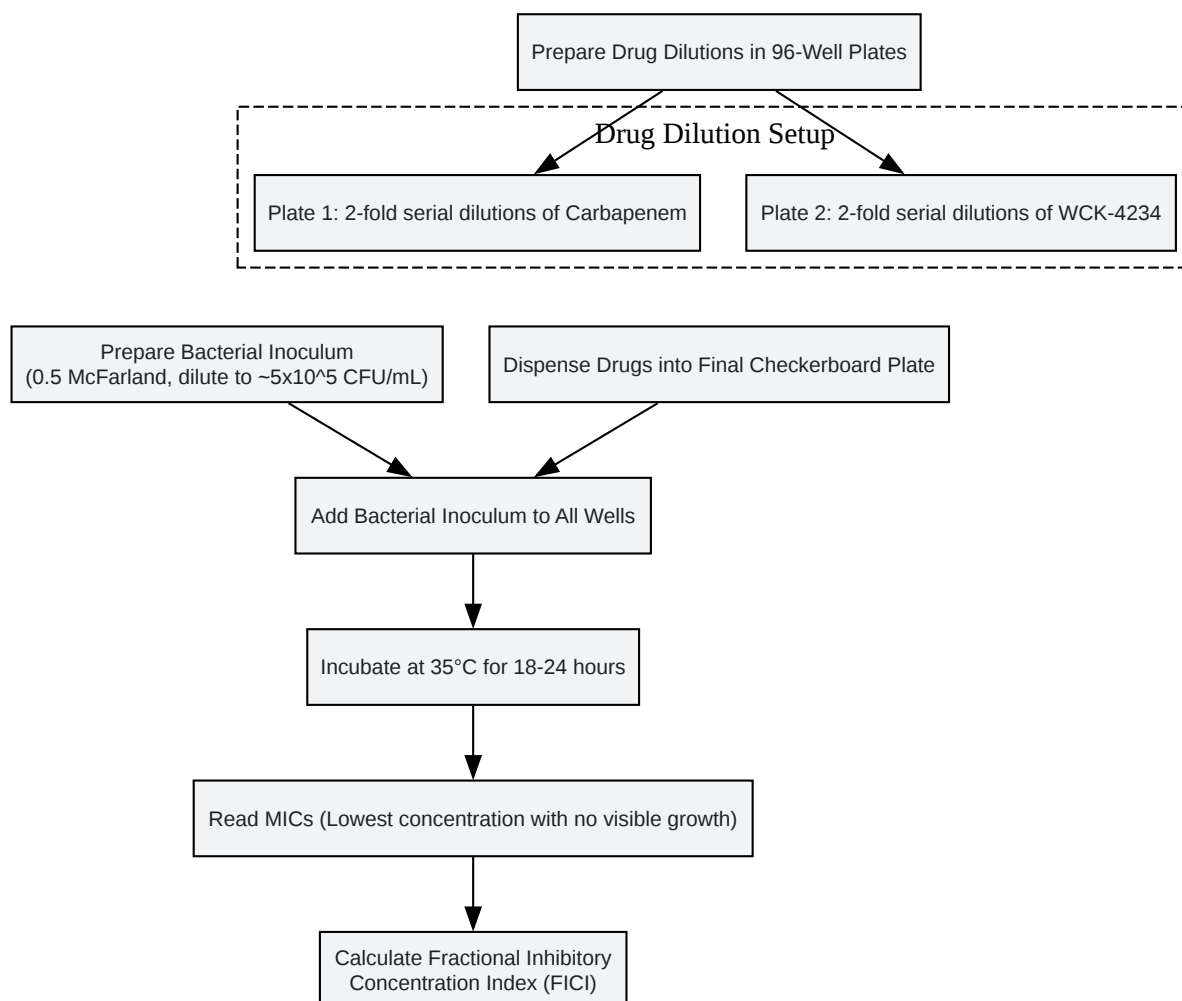 Prepare Drug Dilutions in 96-Well Plates
Drug Dilution Setup
Plate 1: 2-fold serial dilutions of Carbapenem
Plate 2: 2-fold serial dilutions of WCK-4234
Prepare Bacterial Inoculum
(0.5 McFarland, dilute to ~5x10^5 CFU/mL)
Dispense Drugs into Final Checkerboard Plate
Add Bacterial Inoculum to All Wells
Incubate at 35°C for 18-24 hours
Read MICs (Lowest concentration with no visible growth)
Calculate Fractional Inhibitory
Concentration Index (FICI)